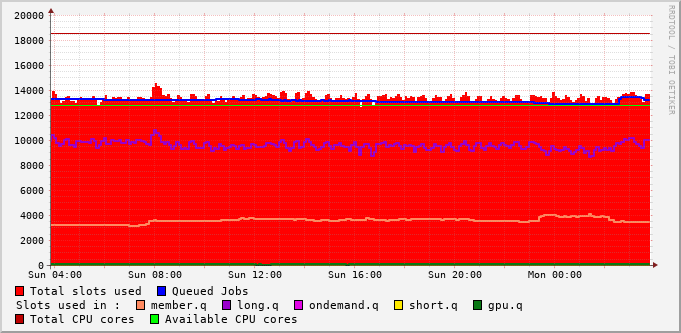 20000
18000
16000
14000
12000
10000
8000
6000
4000
2000
0
Sun 04:00 Sun 08:00 Sun 12:00 Sun 16:00 Sun 20:00 Mon 00:00
RRDTOOL / TOBI OETIKER
Total slots used Queued Jobs
Slots used in : member.q long.q ondemand.q short.q gpu.q
Total CPU cores Available CPU cores